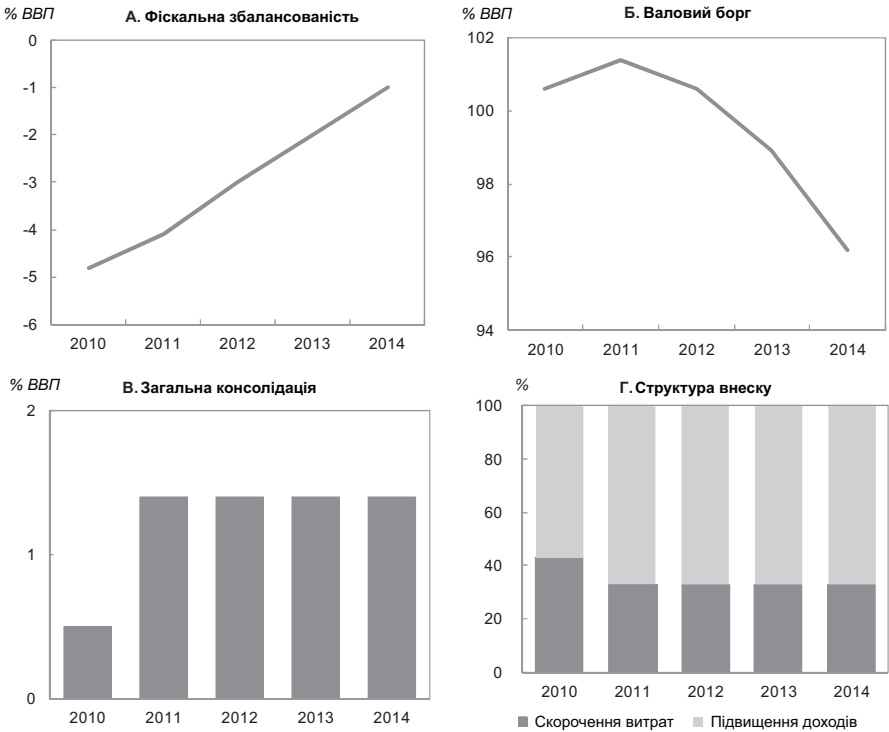 % ВВП
А. Фіскальна збалансованість
0
-1
-2
-3
-4
-5
-6
2010 2011 2012 2013 2014
% ВВП
Б. Валовий борг
102
100
98
96
94
2010 2011 2012 2013 2014
% ВВП
В. Загальна консолідація
2
1
0
2010 2011 2012 2013 2014
%
Г. Структура внеску
100
80
60
40
20
0
2010 2011 2012 2013 2014
Скорочення витрат Підвищення доходів